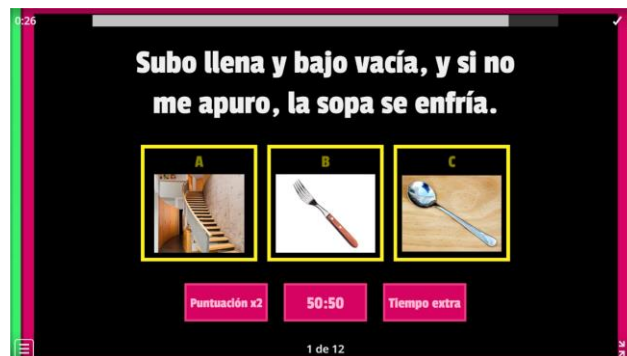 0:26
Subo llena y bajo vacía, y si no
me apuro, la sopa se enfría.
A
B
C
Puntuación x2
50:50
Tiempo extra
1 de 12